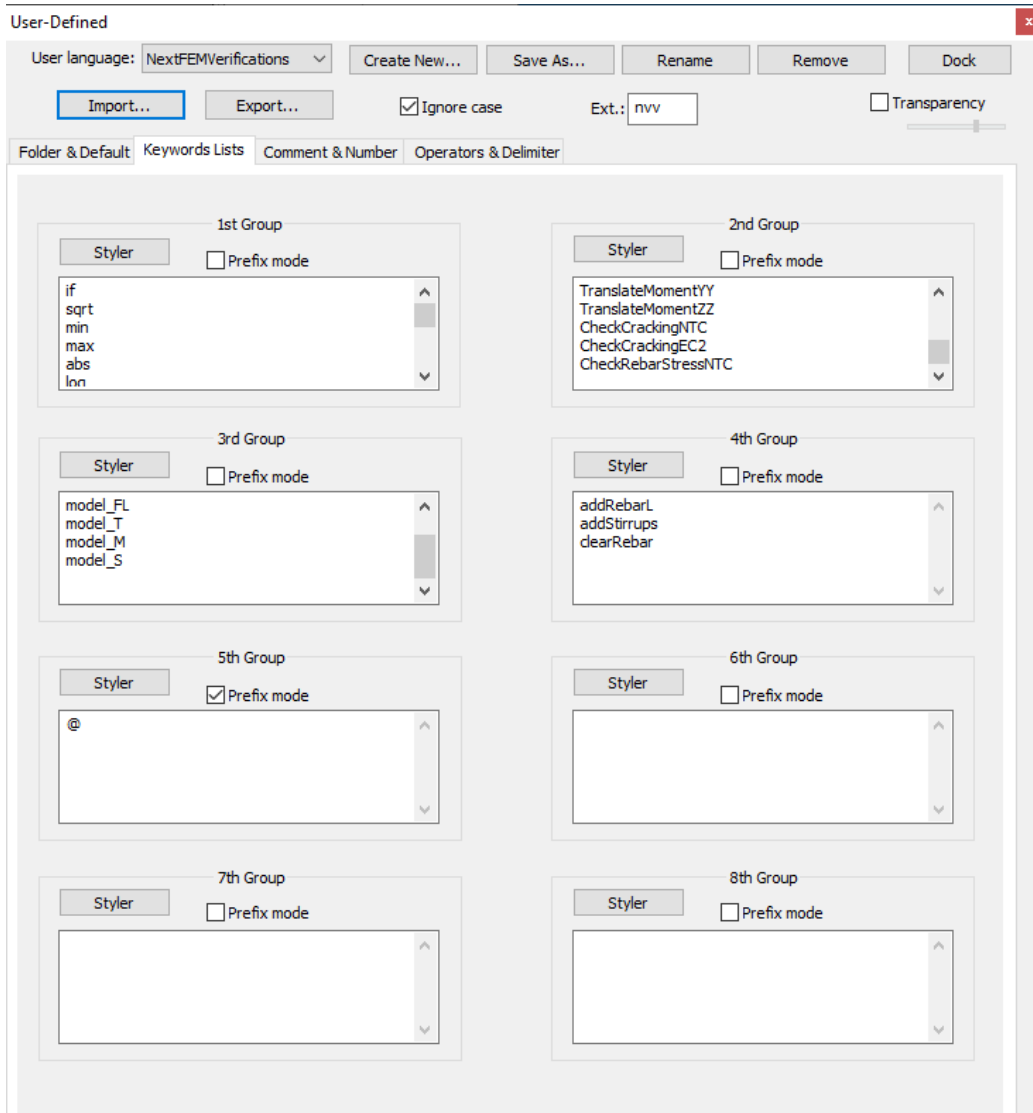 User-Defined
x
User language: NextFEMVerifications Create New... Save As... Rename Remove Dock
Import... Export... Ignore case Ext.: nvv Transparency
Folder & Default Keywords Lists Comment & Number Operators & Delimiter
1st Group
Styler Prefix mode
if
sqrt
min
max
abs
log
2nd Group
Styler Prefix mode
TranslateMomentYY
TranslateMomentZZ
CheckCrackingNTC
CheckCrackingEC2
CheckRebarStressNTC
3rd Group
Styler Prefix mode
model_FL
model_T
model_M
model_S
4th Group
Styler Prefix mode
addRebarL
addStirrups
clearRebar
5th Group
Styler Prefix mode
@
6th Group
Styler Prefix mode
7th Group
Styler Prefix mode
8th Group
Styler Prefix mode